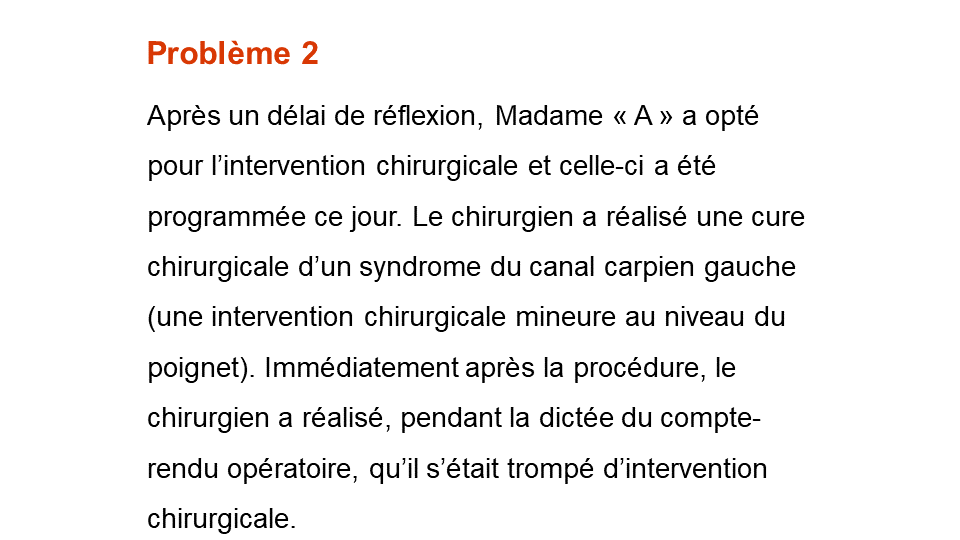 Problème 2
Après un délai de réflexion, Madame « A » a opté
pour l’intervention chirurgicale et celle-ci a été
programmée ce jour. Le chirurgien a réalisé une cure
chirurgicale d’un syndrome du canal carpien gauche
(une intervention chirurgicale mineure au niveau du
poignet). Immédiatement après la procédure, le
chirurgien a réalisé, pendant la dictée du compte-
rendu opératoire, qu’il s’était trompé d’intervention
chirurgicale.